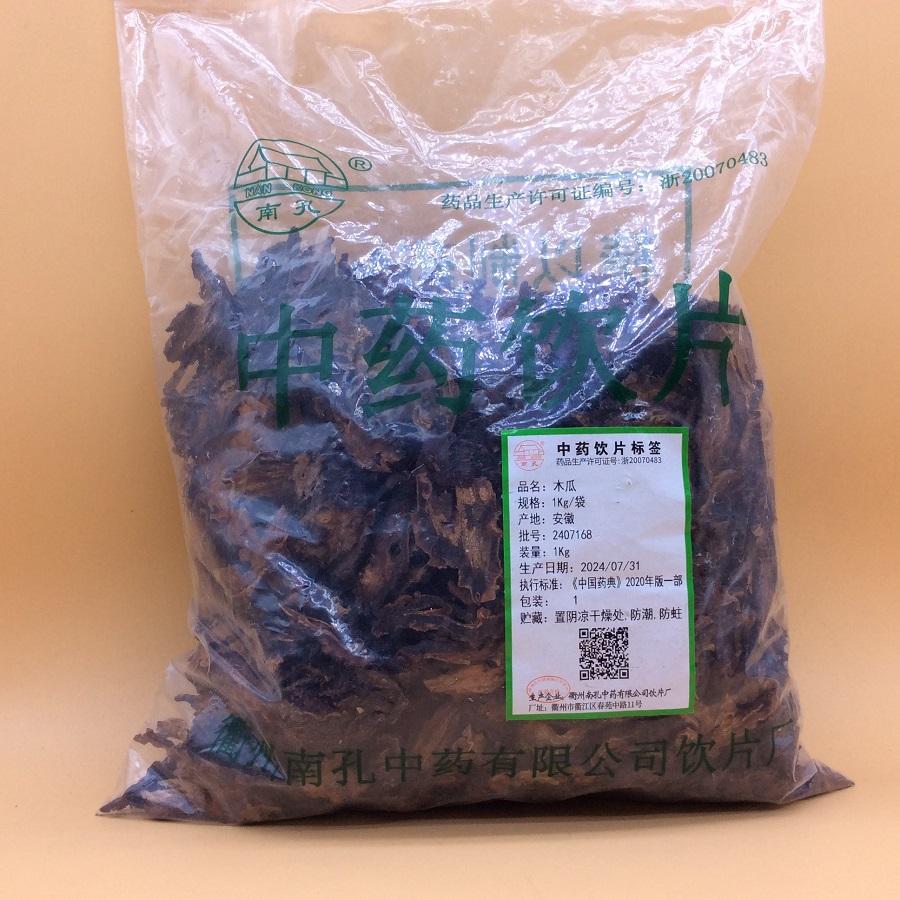 NAN KONG
南孔
®
药品生产许可证编号：浙20070483
中药饮片
南孔
中药饮片标签
药品生产许可证号:浙20070483
品名：木瓜
规格：1Kg/袋
产地：安徽
批号：2407168
装量：1Kg
生产日期：2024/07/31
执行标准：《中国药典》2020年版一部
包装： 1
贮藏：置阴凉干燥处,防潮,防蛀
生产企业：衢州南孔中药有限公司饮片厂
厂址：衢州市衢江区春苑中路11号
衢州南孔中药有限公司饮片厂